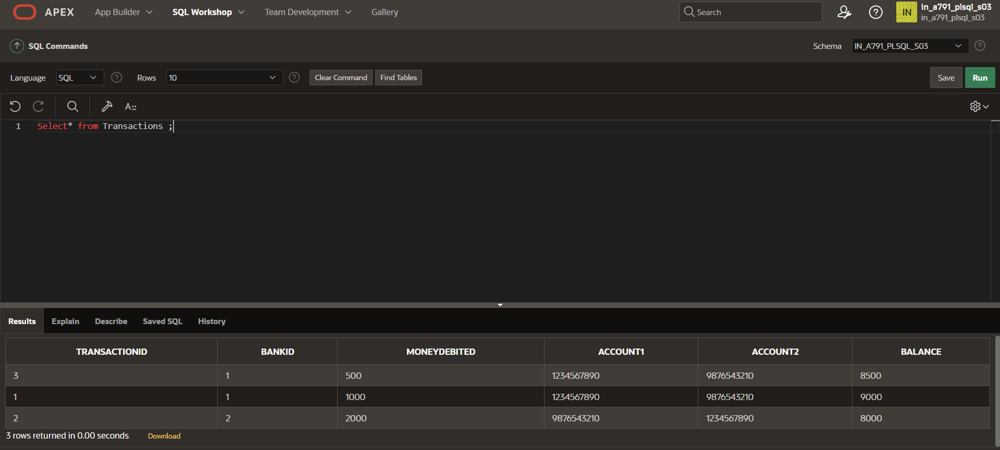 APEX App Builder SQL Workshop Team Development Gallery Search ? IN in_a791_plsql_s03
in_a791_plsql_s03
SQL Commands Schema IN_A791_PLSQL_S03 ?
Language SQL ? Rows 10 ? Clear Command Find Tables Save Run
A::
1 Select* from Transactions ;
Results Explain Describe Saved SQL History
TRANSACTIONID BANKID MONEYDEBITED ACCOUNT1 ACCOUNT2 BALANCE
3 1 500 1234567890 9876543210 8500
1 1 1000 1234567890 9876543210 9000
2 2 2000 9876543210 1234567890 8000
3 rows returned in 0.00 seconds Download